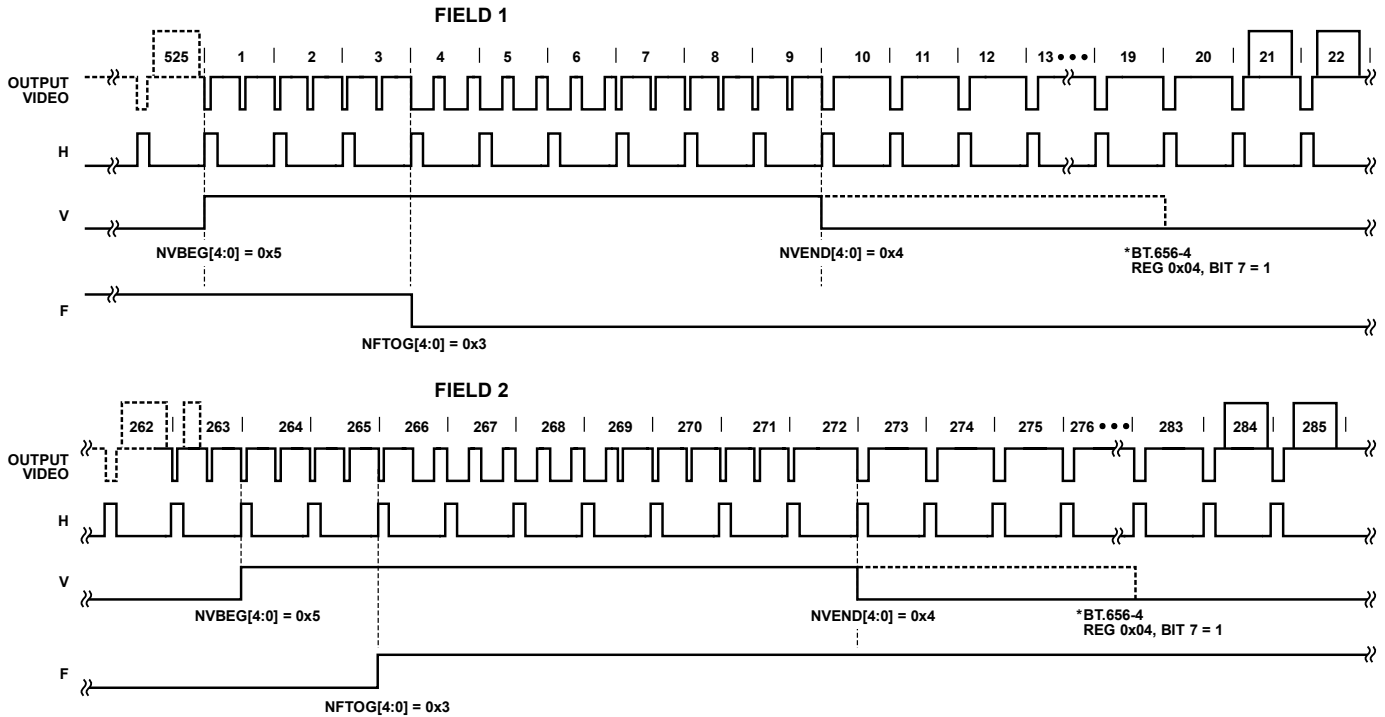 FIELD 1
525 1 2 3 4 5 6 7 8 9 10 11 12 13 ••• 19 20 21 22
OUTPUT
VIDEO
H
V
NVBEG[4:0] = 0x5
NVEND[4:0] = 0x4
*BT.656-4
REG 0x04, BIT 7 = 1
F
NFTOG[4:0] = 0x3
FIELD 2
262 263 264 265 266 267 268 269 270 271 272 273 274 275 276 ••• 283 284 285
OUTPUT
VIDEO
H
V
NVBEG[4:0] = 0x5
NVEND[4:0] = 0x4
*BT.656-4
REG 0x04, BIT 7 = 1
F
NFTOG[4:0] = 0x3